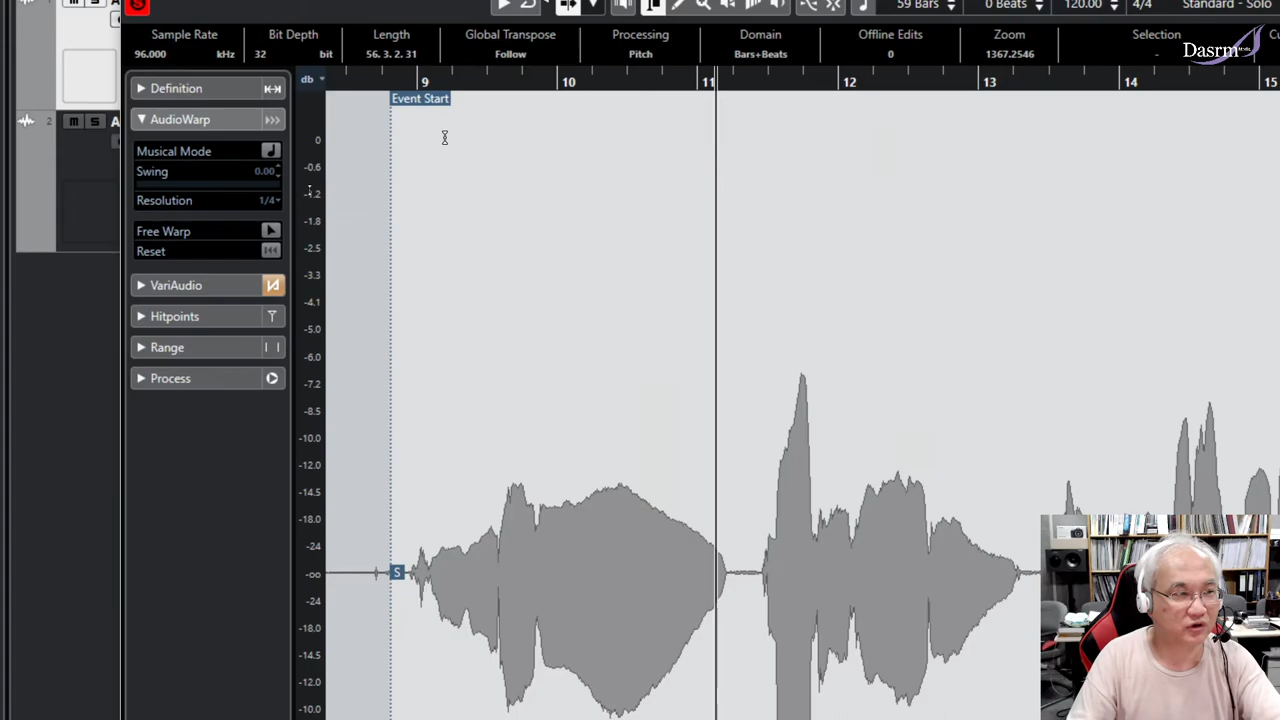 S
59 Bars
0 Beats
120.00
4/4
Standard - Solo
Sample Rate
Bit Depth
Length
Global Transpose
Processing
Domain
Offline Edits
Zoom
Selection
96.000 kHz
32 bit
56. 3. 2. 31
Follow
Pitch
Bars+Beats
0
1367.2546
-
Dasrm
Definition
db
9
10
11
12
13
14
15
Event Start
2
m
s
A
AudioWarp
Musical Mode
Swing
0.00
Resolution
1/4
Free Warp
Reset
VariAudio
Hitpoints
Range
Process
0
-0.6
-1.2
-1.8
-2.5
-3.3
-4.1
-5.0
-6.0
-7.2
-8.5
-10.0
-12.0
-14.5
-18.0
-24
-oo
-24
-18.0
-14.5
-12.0
-10.0
S